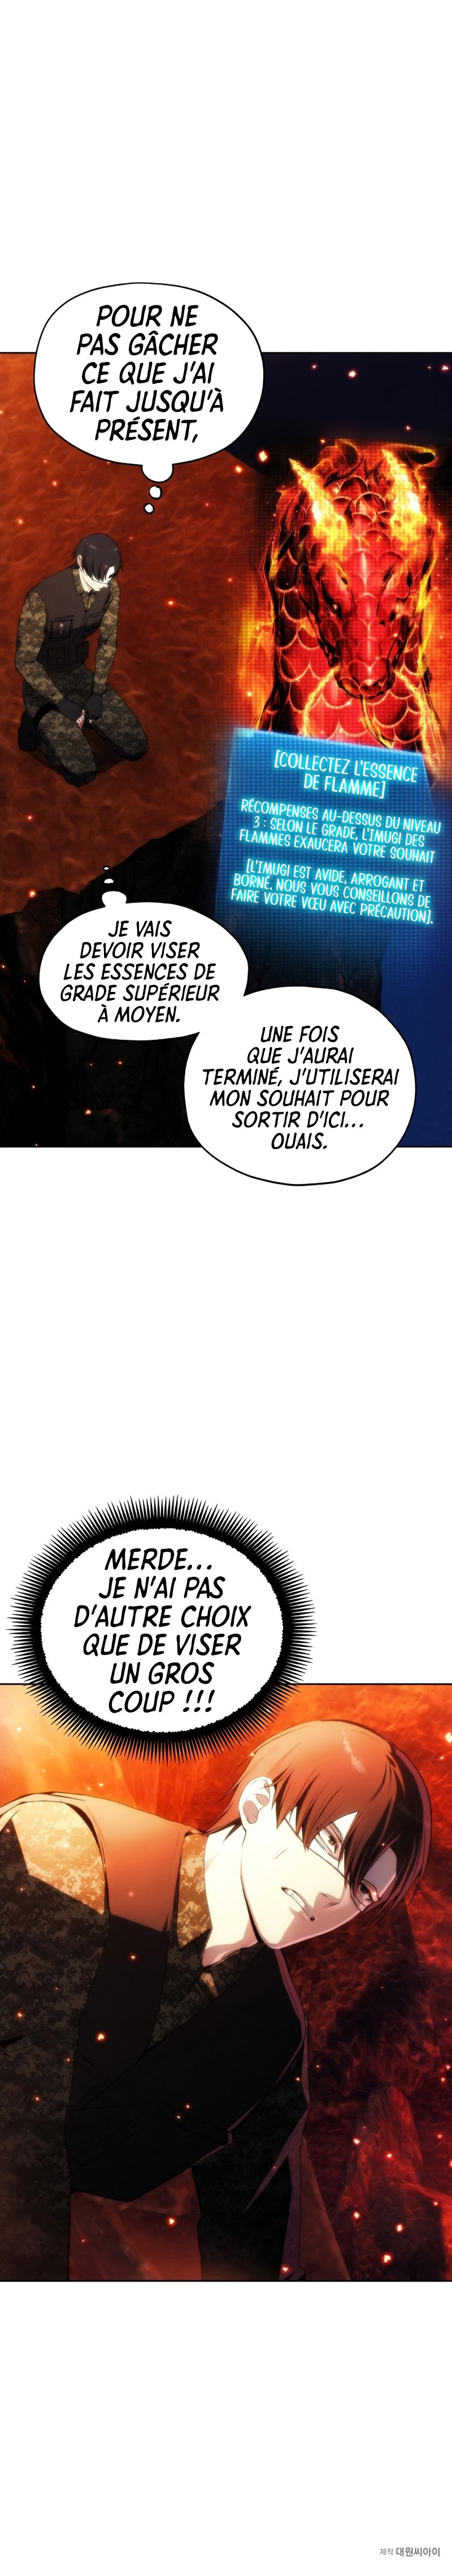 POUR NE
PAS GÂCHER
CE QUE J'AI
FAIT JUSQU'À
PRÉSENT,
[COLLECTEZ L'ESSENCE
DE FLAMME]
RÉCOMPENSES AU-DESSUS DU NIVEAU
3 : SELON LE GRADE, L'IMUGI DES
FLAMMES EXAUCERA VOTRE SOUHAIT
[L'IMUGI EST AVIDE, ARROGANT ET
BORNÉ, NOUS VOUS CONSEILLONS DE
FAIRE VOTRE VŒU AVEC PRÉCAUTION].
JE VAIS
DEVOIR VISER
LES ESSENCES DE
GRADE SUPÉRIEUR
À MOYEN.
UNE FOIS
QUE J'AURAI
TERMINÉ, J'UTILISERAI
MON SOUHAIT POUR
SORTIR D'ICI...
OUAIS.
MERDE...
JE N'AI PAS
D'AUTRE CHOIX
QUE DE VISER
UN GROS
COUP !!!
제작 대원씨아이